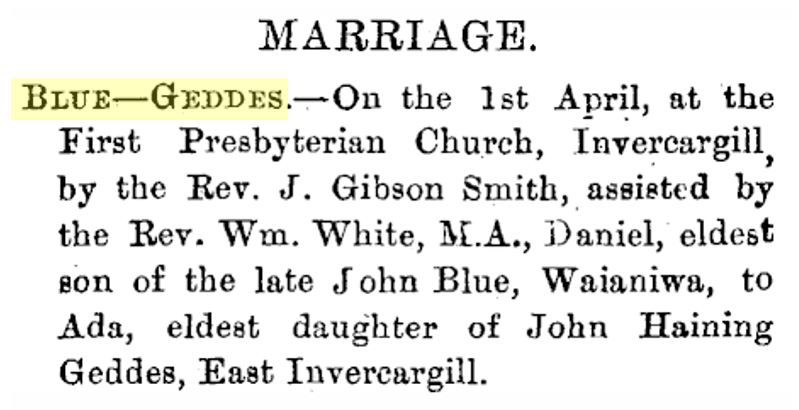 MARRIAGE.
BLUE—GEDDES.—On the 1st April, at the
First Presbyterian Church, Invercargill,
by the Rev. J. Gibson Smith, assisted by
the Rev. Wm. White, M.A., Daniel, eldest
son of the late John Blue, Waianiwa, to
Ada, eldest daughter of John Haining
Geddes, East Invercargill.